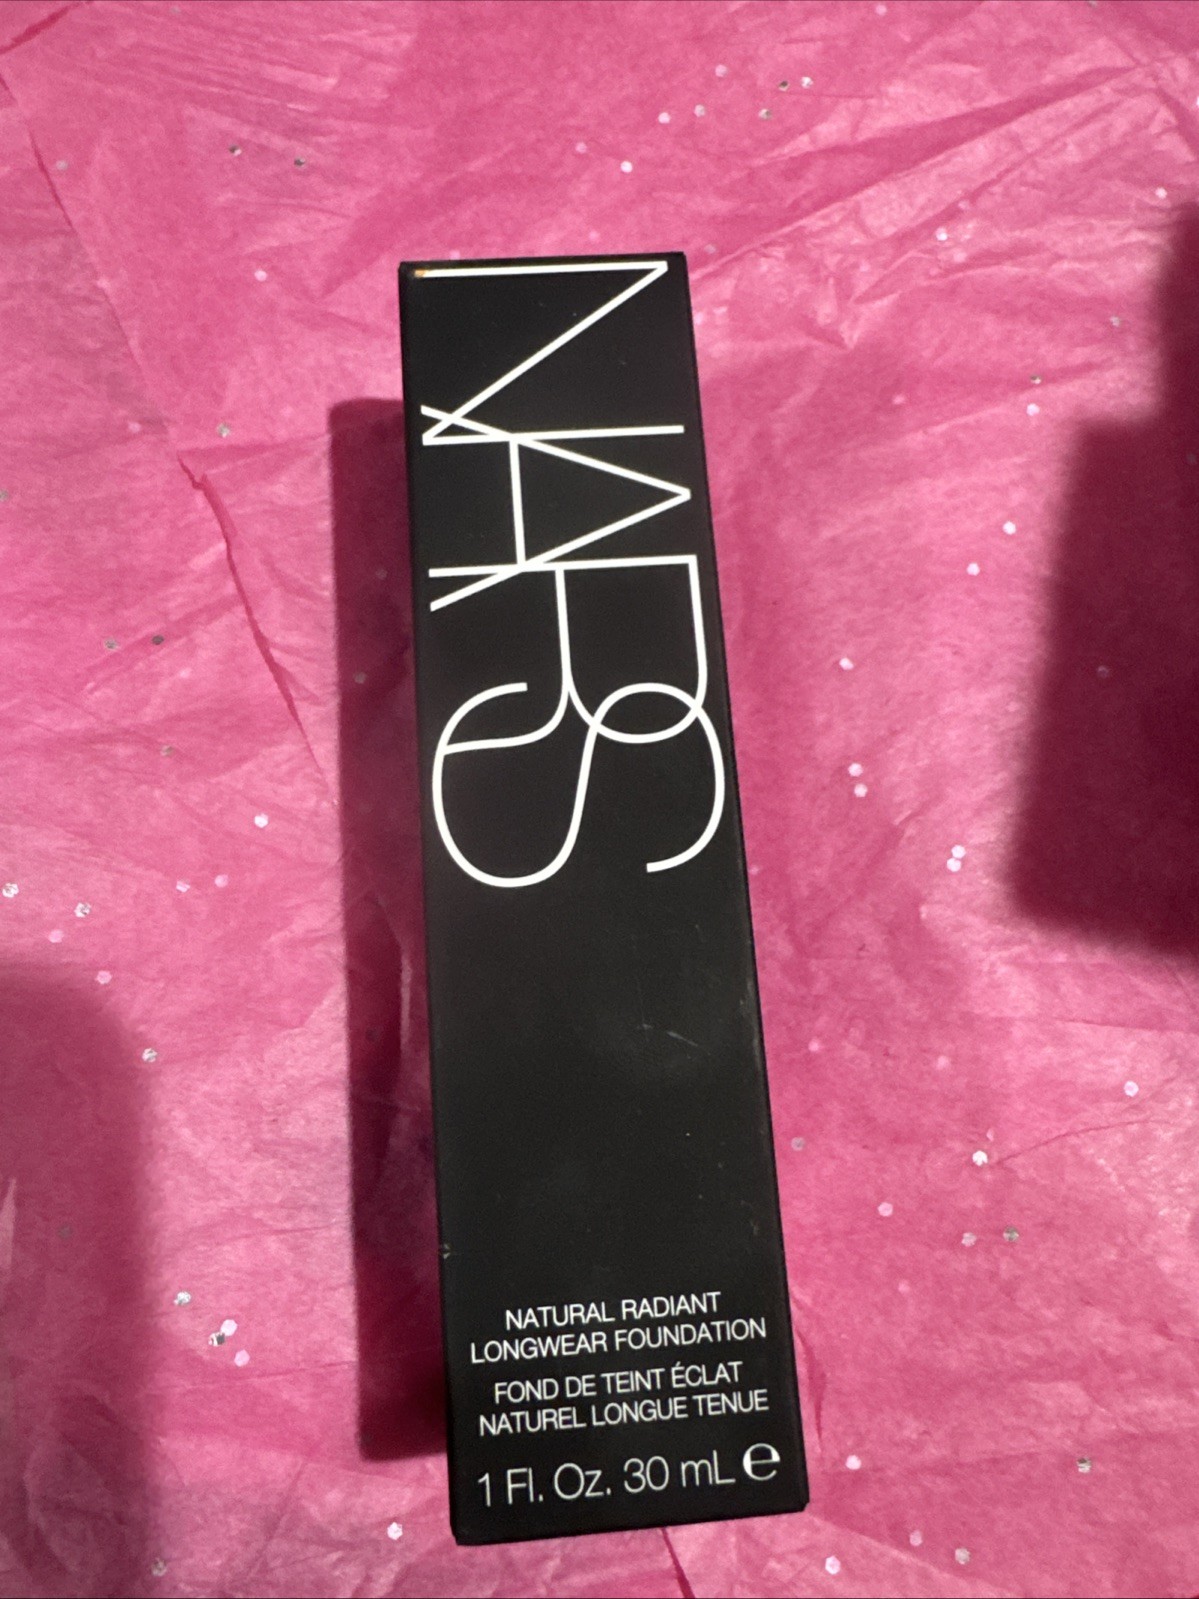 NARS
NATURAL RADIANT
LONGWEAR FOUNDATION
FOND DE TEINT ÉCLAT
NATUREL LONGUE TENUE
1 Fl. Oz. 30 mL ℮